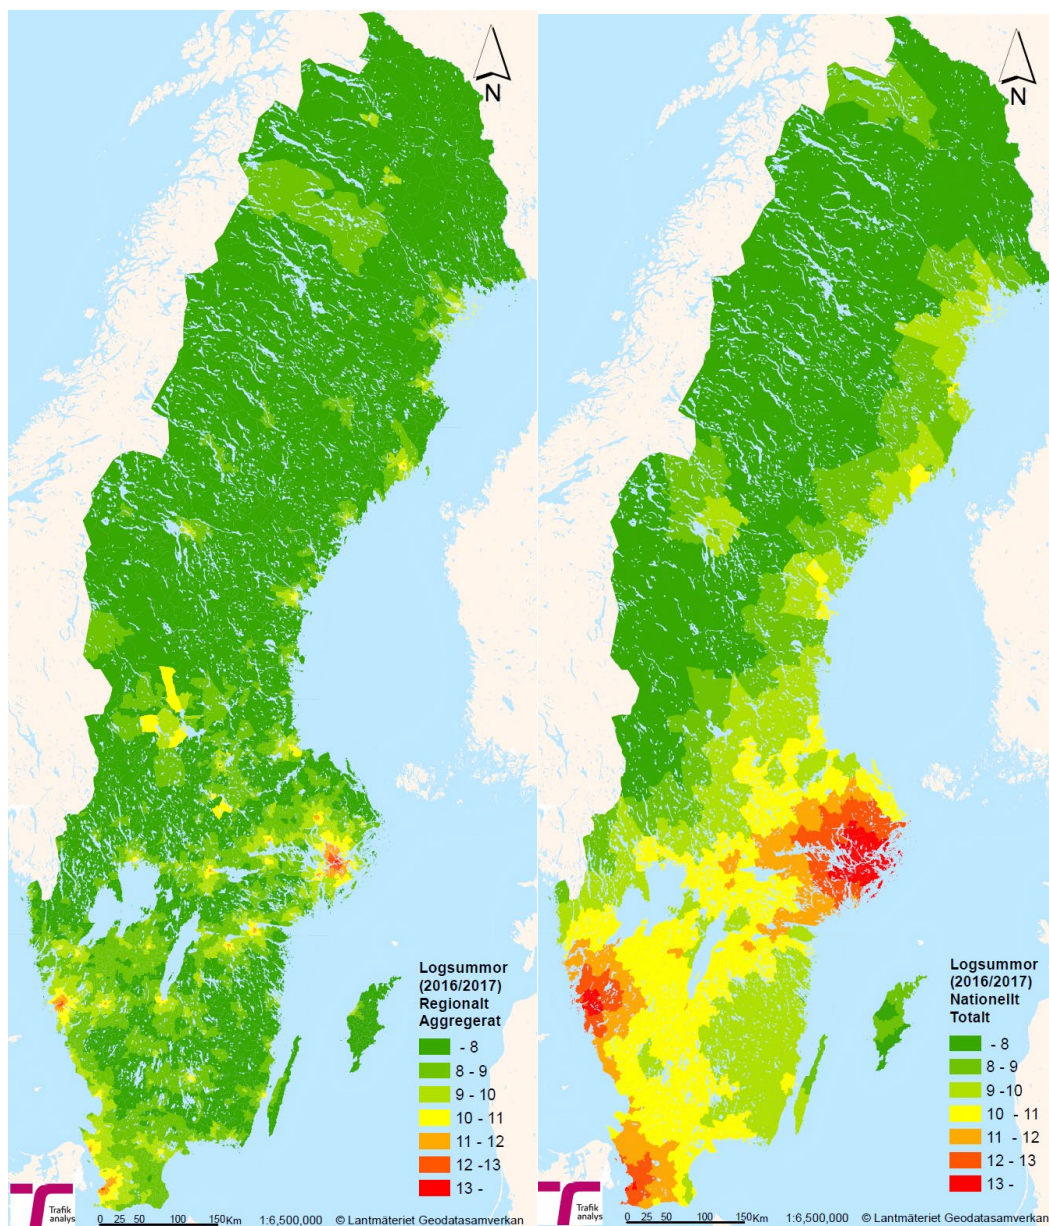 N
Logsummor
(2016/2017)
Regionalt
Aggregerat
- 8
8 - 9
9 - 10
10 - 11
11 - 12
12 -13
13 -
Trafik
analys
0 25 50 100 150 Km 1:6,500,000 © Lantmäteriet Geodatasamverkan
N
Logsummor
(2016/2017)
Nationellt
Totalt
- 8
8 - 9
9 -10
10 - 11
11 - 12
12 - 13
13 -
Trafik
analys
0 25 50 100 150 Km 1:6,500,000 © Lantmäteriet Geodatasamverkan